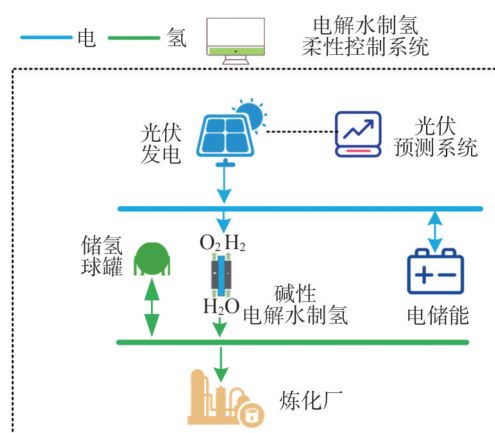 电
氢
电解水制氢
柔性控制系统
光伏
发电
光伏
预测系统
储氢
球罐
O₂ H₂
H₂O
碱性
电解水制氢
电储能
炼化厂